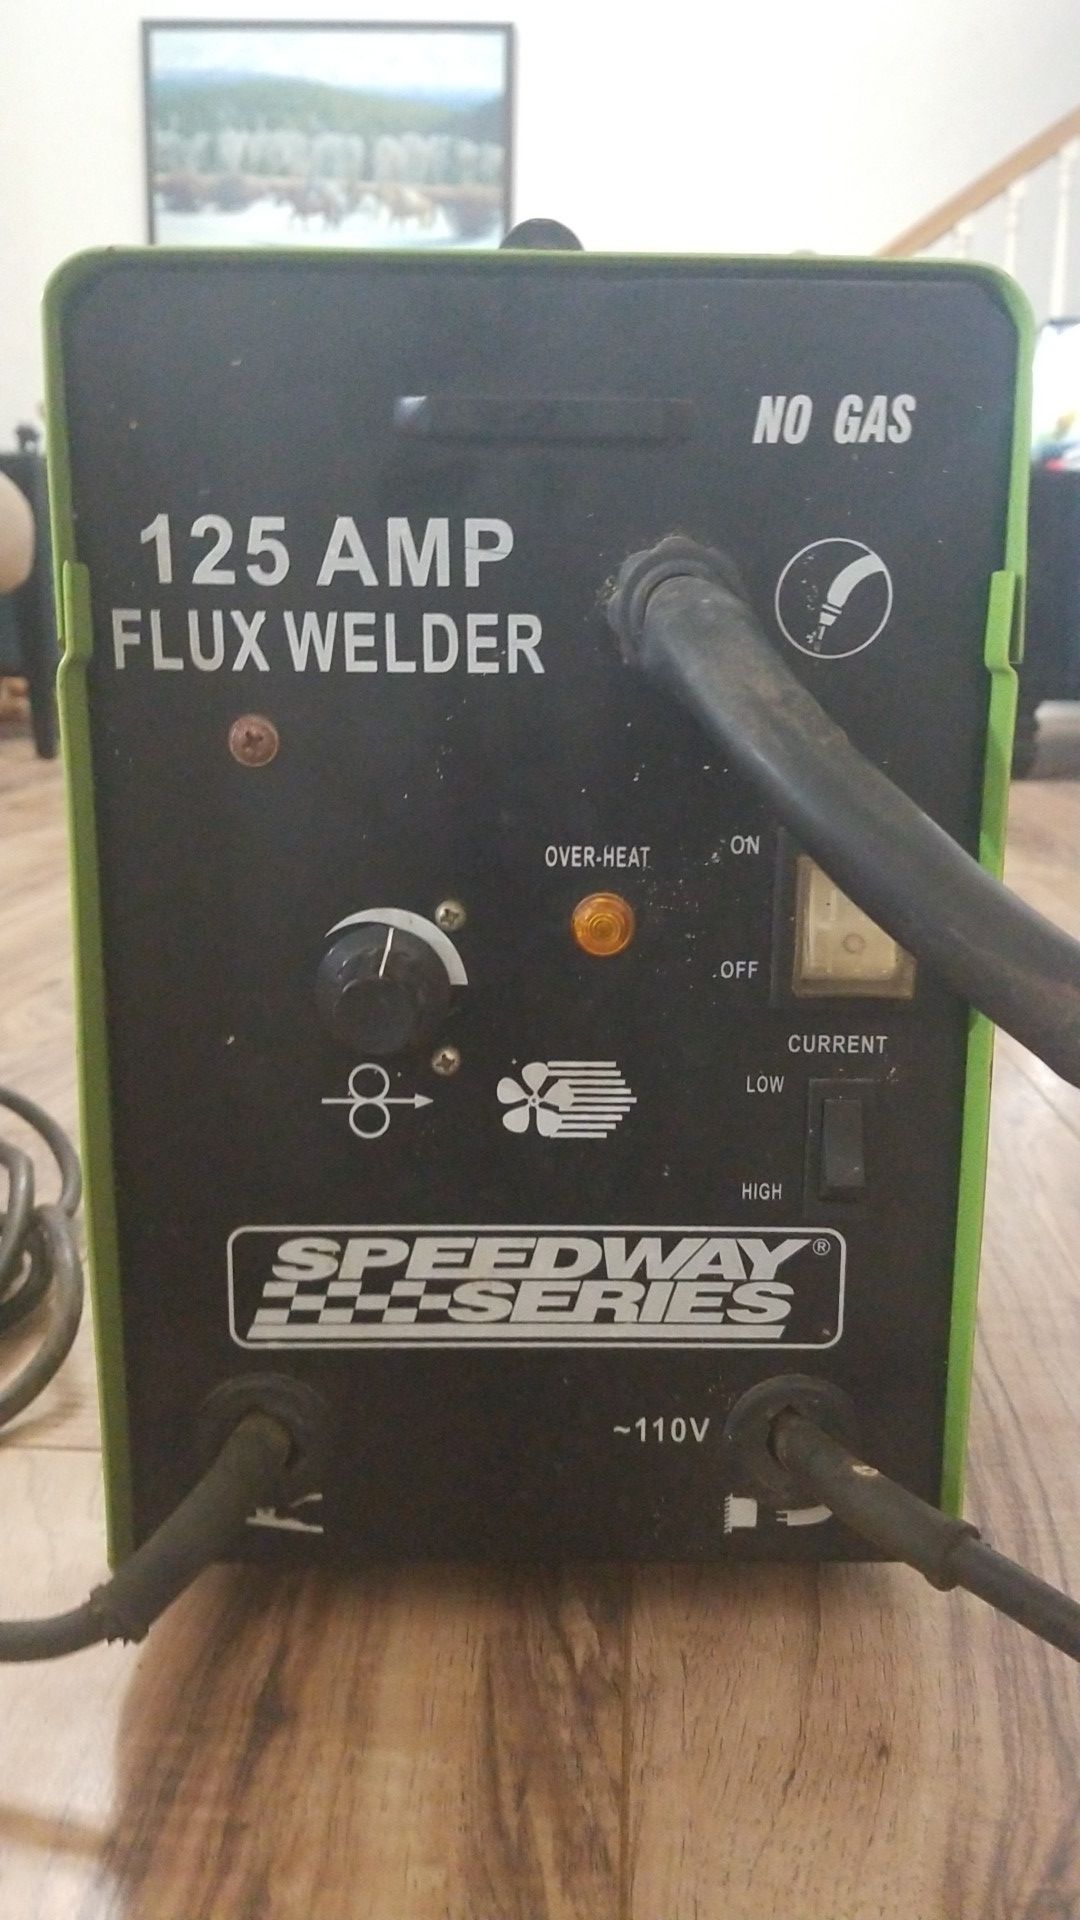 NO GAS
125 AMP
FLUX WELDER
OVER-HEAT
ON
OFF
CURRENT
LOW
HIGH
SPEEDWAY®
SERIES
~110V